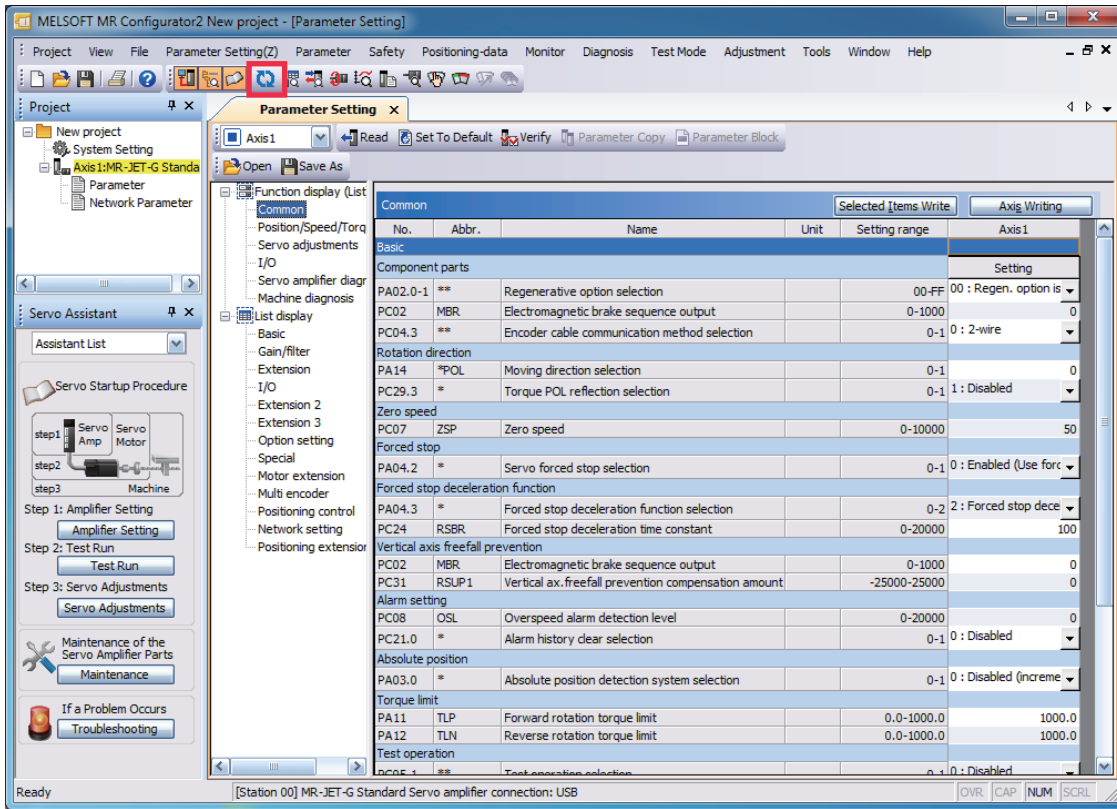 MELSOFT MR Configurator2 New project - [Parameter Setting]
Project View File Parameter Setting(Z) Parameter Safety Positioning-data Monitor Diagnosis Test Mode Adjustment Tools Window Help
Project
New project
System Setting
Axis1:MR-JET-G Standa
Parameter
Network Parameter
Servo Assistant
Assistant List
Servo Startup Procedure
step1
Servo Amp
Servo Motor
step2
step3
Machine
Step 1: Amplifier Setting
Amplifier Setting
Step 2: Test Run
Test Run
Step 3: Servo Adjustments
Servo Adjustments
Maintenance of the
Servo Amplifier Parts
Maintenance
If a Problem Occurs
Troubleshooting
Parameter Setting
Axis1 Read Set To Default Verify Parameter Copy Parameter Block
Open Save As
Function display (List
Common
Position/Speed/Torq
Servo adjustments
I/O
Servo amplifier diagr
Machine diagnosis
List display
Basic
Gain/filter
Extension
I/O
Extension 2
Extension 3
Option setting
Special
Motor extension
Multi encoder
Positioning control
Network setting
Positioning extension
Common Selected Items Write Axis Writing
No. Abbr. Name Unit Setting range Axis1
Basic
Component parts Setting
PA02.0-1 ** Regenerative option selection 00-FF 00 : Regen. option is
PC02 MBR Electromagnetic brake sequence output 0-1000 0
PC04.3 ** Encoder cable communication method selection 0-1 0 : 2-wire
Rotation direction
PA14 *POL Moving direction selection 0-1 0
PC29.3 * Torque POL reflection selection 0-1 1 : Disabled
Zero speed
PC07 ZSP Zero speed 0-10000 50
Forced stop
PA04.2 * Servo forced stop selection 0-1 0 : Enabled (Use forc
Forced stop deceleration function
PA04.3 * Forced stop deceleration function selection 0-2 2 : Forced stop dece
PC24 RSBR Forced stop deceleration time constant 0-20000 100
Vertical axis freefall prevention
PC02 MBR Electromagnetic brake sequence output 0-1000 0
PC31 RSUP1 Vertical ax.freefall prevention compensation amount -25000-25000 0
Alarm setting
PC08 OSL Overspeed alarm detection level 0-20000 0
PC21.0 * Alarm history clear selection 0-1 0 : Disabled
Absolute position
PA03.0 * Absolute position detection system selection 0-1 0 : Disabled (increme
Torque limit
PA11 TLP Forward rotation torque limit 0.0-1000.0 1000.0
PA12 TLN Reverse rotation torque limit 0.0-1000.0 1000.0
Test operation
PC05.1 ** Test operation selection 0-1 0 : Disabled
Ready [Station 00] MR-JET-G Standard Servo amplifier connection: USB OVR CAP NUM SCRL